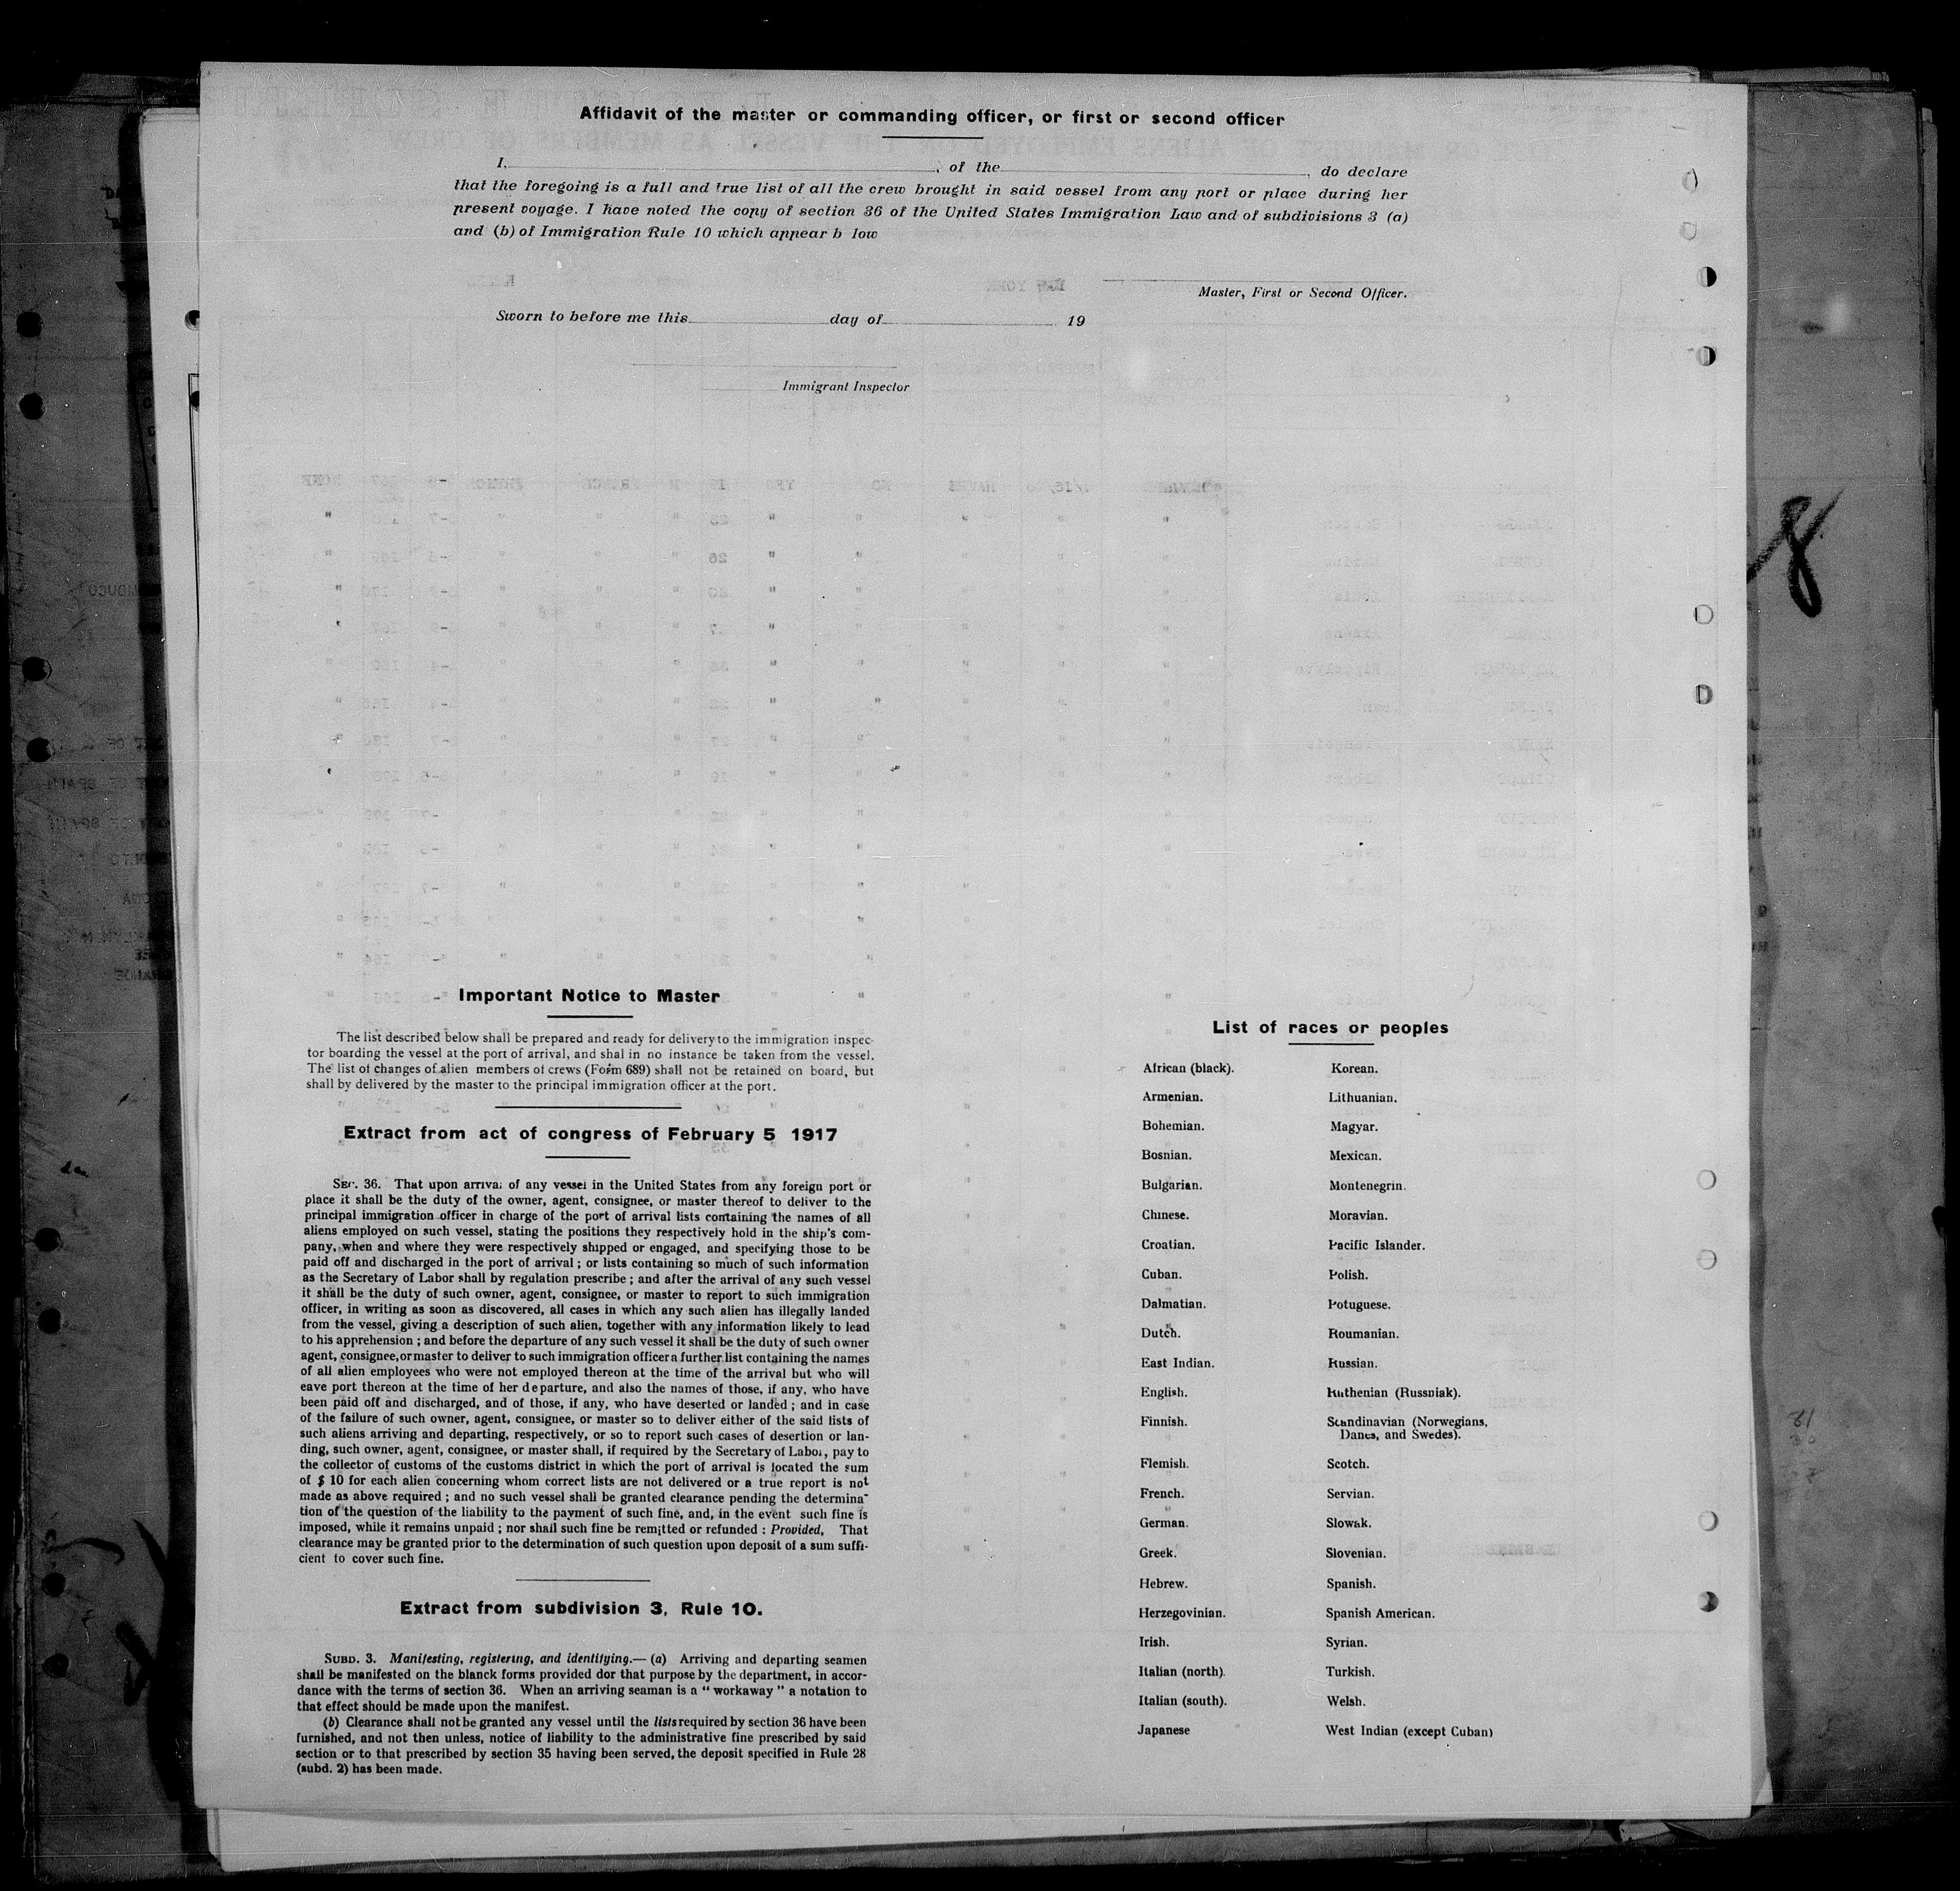 Affidavit of the master or commanding officer, or first or second officer
I, , of the , do declare
that the foregoing is a full and true list of all the crew brought in said vessel from any port or place during her
present voyage. I have noted the copy of section 36 of the United States Immigration Law and of subdivisions 3 (a)
and (b) of Immigration Rule 10 which appear b low
Master, First or Second Officer.
Sworn to before me this day of 19
Immigrant Inspector
8
Important Notice to Master
The list described below shall be prepared and ready for delivery to the immigration inspec-
tor boarding the vessel at the port of arrival, and shal in no instance be taken from the vessel.
The list of changes of alien members of crews (Form 689) shall not be retained on board, but
shall by delivered by the master to the principal immigration officer at the port.
Extract from act of congress of February 5 1917
SEC. 36. That upon arrival of any vessel in the United States from any foreign port or
place it shall be the duty of the owner, agent, consignee, or master thereof to deliver to the
principal immigration officer in charge of the port of arrival lists containing the names of all
aliens employed on such vessel, stating the positions they respectively hold in the ship's com-
pany, when and where they were respectively shipped or engaged, and specifying those to be
paid off and discharged in the port of arrival ; or lists containing so much of such information
as the Secretary of Labor shall by regulation prescribe ; and after the arrival of any such vessel
it shall be the duty of such owner, agent, consignee, or master to report to such immigration
officer, in writing as soon as discovered, all cases in which any such alien has illegally landed
from the vessel, giving a description of such alien, together with any information likely to lead
to his apprehension ; and before the departure of any such vessel it shall be the duty of such owner
agent, consignee, or master to deliver to such immigration officer a further list containing the names
of all alien employees who were not employed thereon at the time of the arrival but who will
eave port thereon at the time of her departure, and also the names of those, if any, who have
been paid off and discharged, and of those, if any, who have deserted or landed ; and in case
of the failure of such owner, agent, consignee, or master so to deliver either of the said lists of
such aliens arriving and departing, respectively, or so to report such cases of desertion or lan-
ding, such owner, agent, consignee, or master shall, if required by the Secretary of Labor, pay to
the collector of customs of the customs district in which the port of arrival is located the sum
of $ 10 for each alien concerning whom correct lists are not delivered or a true report is not
made as above required ; and no such vessel shall be granted clearance pending the determina-
tion of the question of the liability to the payment of such fine, and, in the event such fine is
imposed, while it remains unpaid ; nor shall such fine be remitted or refunded : Provided, That
clearance may be granted prior to the determination of such question upon deposit of a sum suffi-
cient to cover such fine.
Extract from subdivision 3, Rule 10.
SUBD. 3. Manifesting, registering, and identifying.— (a) Arriving and departing seamen
shall be manifested on the blanck forms provided dor that purpose by the department, in accor-
dance with the terms of section 36. When an arriving seaman is a " workaway " a notation to
that effect should be made upon the manifest.
(b) Clearance shall not be granted any vessel until the lists required by section 36 have been
furnished, and not then unless, notice of liability to the administrative fine prescribed by said
section or to that prescribed by section 35 having been served, the deposit specified in Rule 28
(subd. 2) has been made.
List of races or peoples
African (black). Korean.
Armenian. Lithuanian.
Bohemian. Magyar.
Bosnian. Mexican.
Bulgarian. Montenegrin.
Chinese. Moravian.
Croatian. Pacific Islander.
Cuban. Polish.
Dalmatian. Potuguese.
Dutch. Roumanian.
East Indian. Russian.
English. Ruthenian (Russniak).
Finnish. Scandinavian (Norwegians,
Danes, and Swedes).
Flemish. Scotch.
French. Servian.
German. Slowak.
Greek. Slovenian.
Hebrew. Spanish.
Herzegovinian. Spanish American.
Irish. Syrian.
Italian (north). Turkish.
Italian (south). Welsh.
Japanese West Indian (except Cuban)